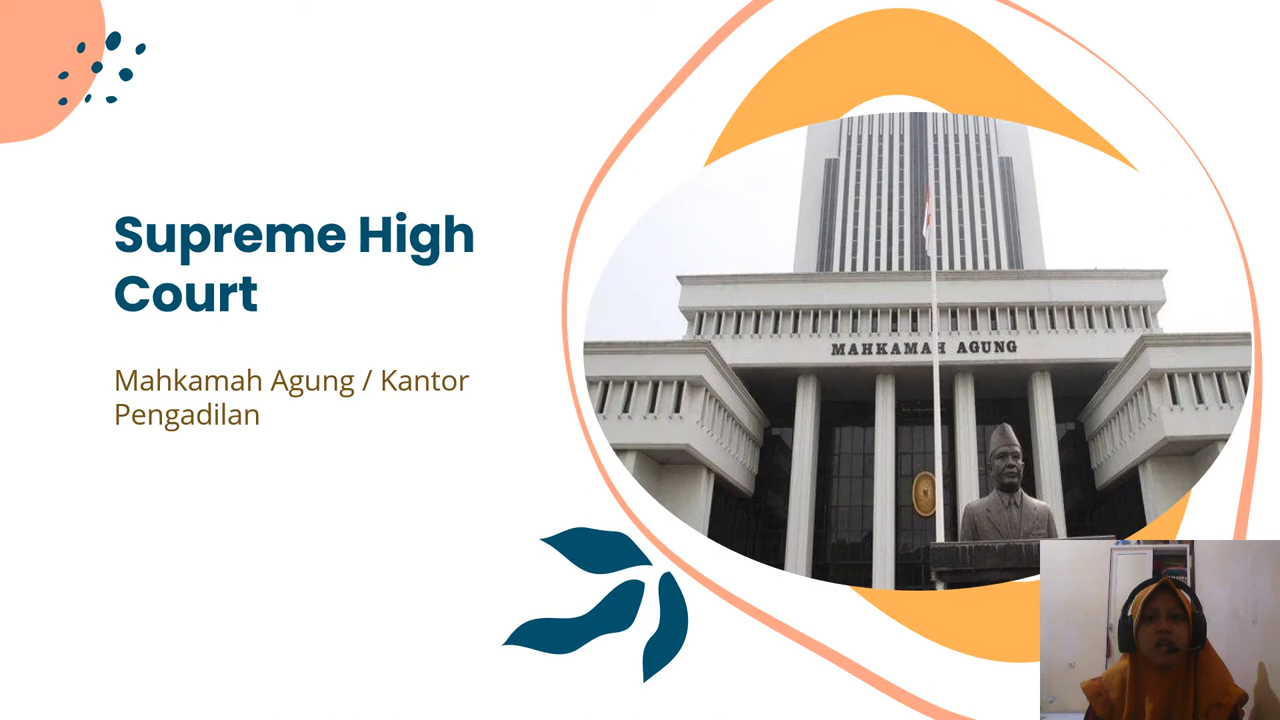 Supreme High
Court
Mahkamah Agung / Kantor
Pengadilan
MAHKAMAH AGUNG